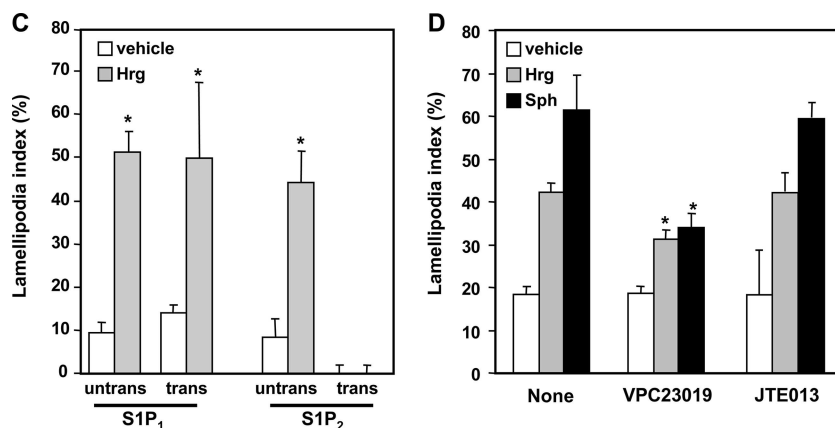 C
80
70
60
50
40
30
20
10
0
Lamellipodia index (%)
vehicle
Hrg
*
*
*
untrans trans untrans trans
S1P₁ S1P₂
D
80
70
60
50
40
30
20
10
0
Lamellipodia index (%)
vehicle
Hrg
Sph
* *
None VPC23019 JTE013